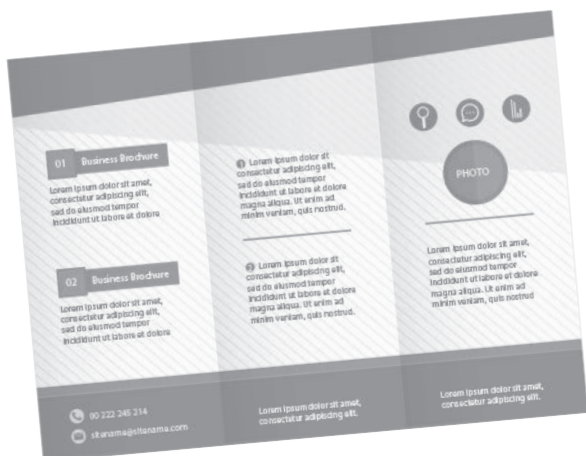 01 Business Brochure
Lorem ipsum dolor sit amet,
consectetur adipiscing elit,
sed do eiusmod tempor
incididunt ut labore et dolore
02 Business Brochure
Lorem ipsum dolor sit amet,
consectetur adipiscing elit,
sed do eiusmod tempor
incididunt ut labore et dolore
00 222 245 214
sitename@sitename.com
1 Lorem ipsum dolor sit
consectetur adipiscing elit,
sed do eiusmod tempor
incididunt ut labore et dolore
magna aliqua. Ut enim ad
minim veniam, quis nostrud.
2 Lorem ipsum dolor sit
consectetur adipiscing elit,
sed do eiusmod tempor
incididunt ut labore et dolore
magna aliqua. Ut enim ad
minim veniam, quis nostrud.
Lorem ipsum dolor sit amet,
consectetur adipiscing elit.
PHOTO
Lorem ipsum dolor sit amet,
consectetur adipiscing elit,
sed do eiusmod tempor
incididunt ut labore et dolore
magna aliqua. Ut enim ad
minim veniam, quis nostrud
Lorem ipsum dolor sit amet,
consectetur adipiscing elit.